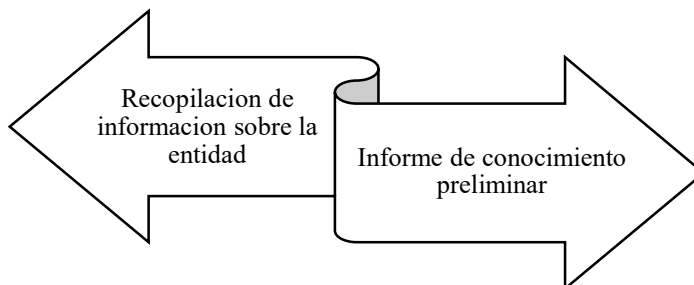 Recopilacion de
informacion sobre la
entidad
Informe de conocimiento
preliminar